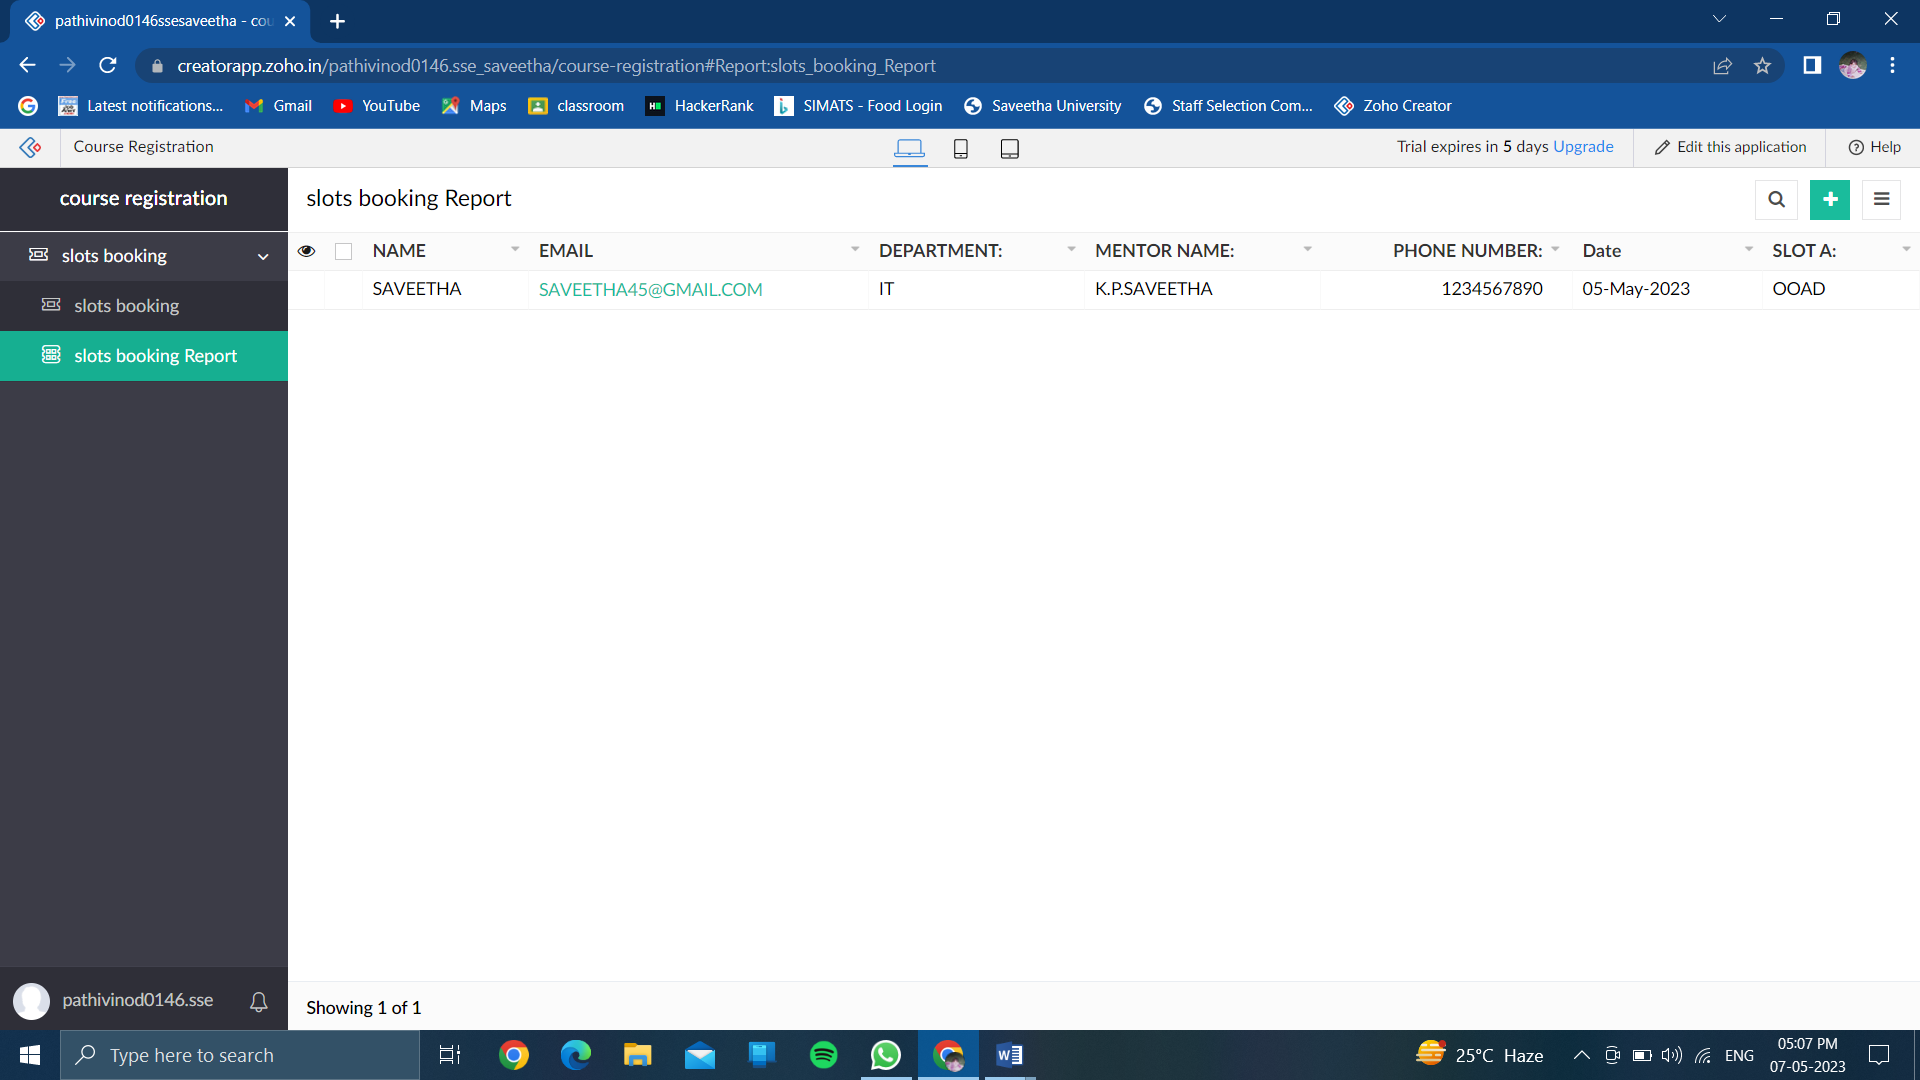 pathivinod0146ssesaveetha - cou
creatorapp.zoho.in/pathivinod0146.sse_saveetha/course-registration#Report:slots_booking_Report
Latest notifications... Gmail YouTube Maps classroom HackerRank SIMATS - Food Login Saveetha University Staff Selection Com... Zoho Creator
Course Registration Trial expires in 5 days Upgrade Edit this application Help
course registration
slots booking Report
slots booking
slots booking
slots booking Report
NAME EMAIL DEPARTMENT: MENTOR NAME: PHONE NUMBER: Date SLOT A:
SAVEETHA SAVEETHA45@GMAIL.COM IT K.P.SAVEETHA 1234567890 05-May-2023 OOAD
pathivinod0146.sse
Showing 1 of 1
Type here to search
25°C Haze
ENG
05:07 PM
07-05-2023